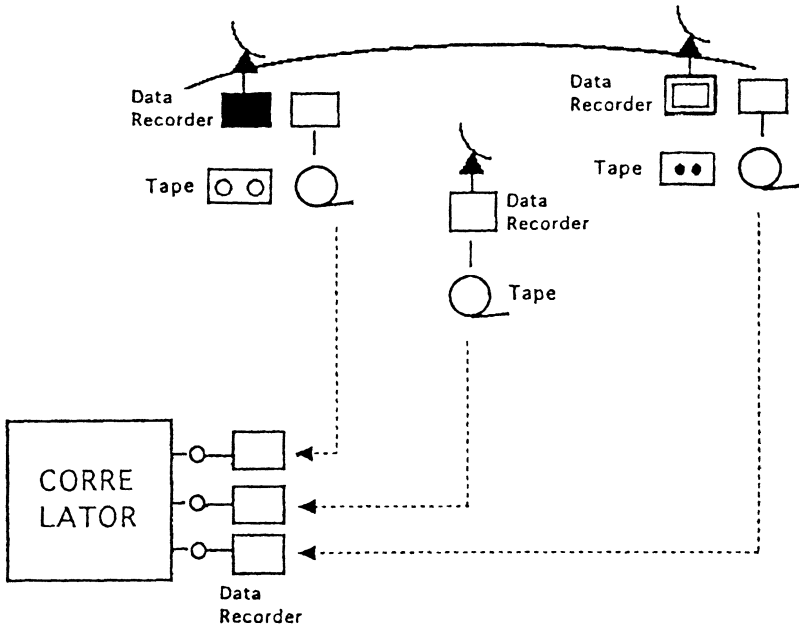 Data
Recorder
Tape
Data
Recorder
Tape
Data
Recorder
Tape
CORRE
LATOR
Data
Recorder